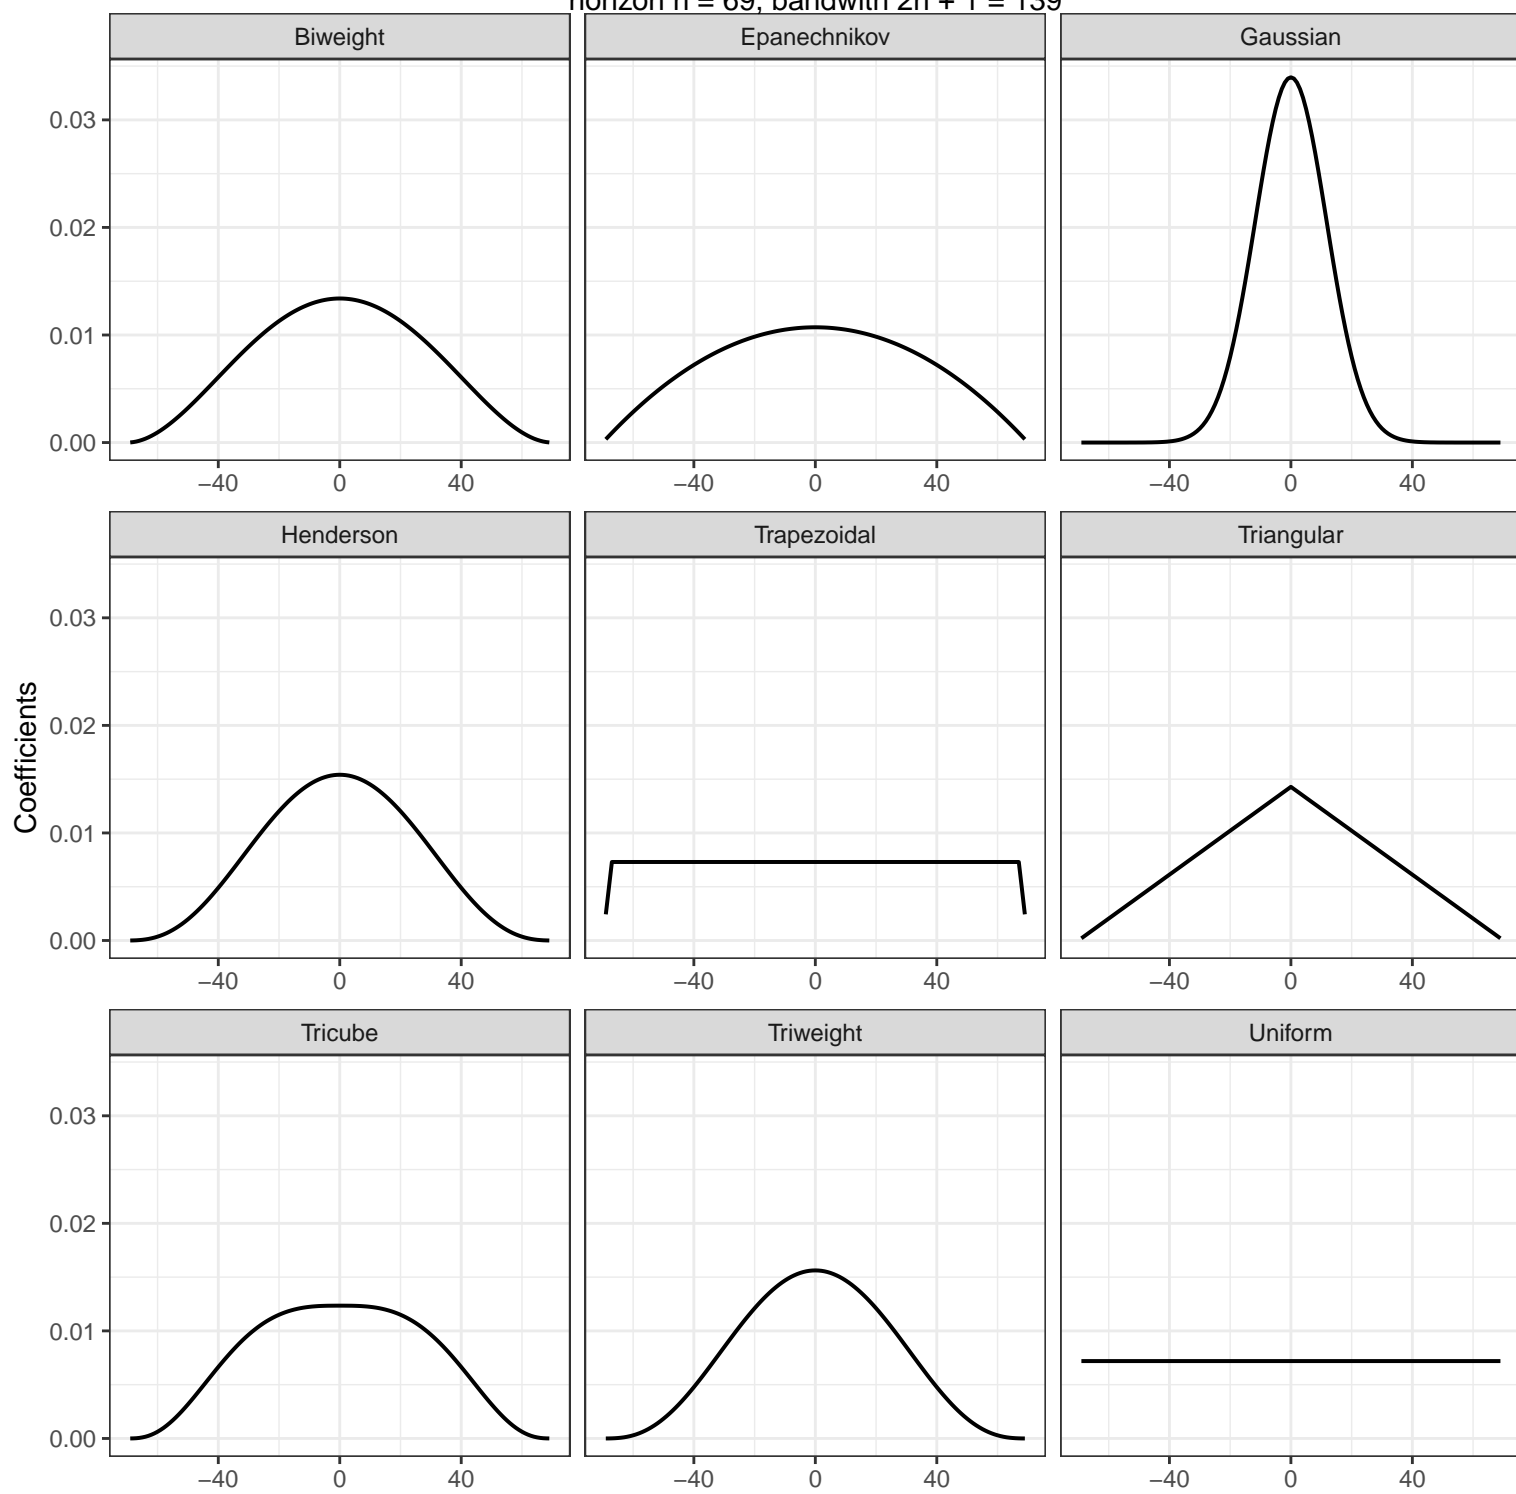 horizon h = 69, bandwith 2h + 1 = 139
Biweight Epanechnikov Gaussian
0.03
0.02
0.01
0.00
−40 0 40 −40 0 40 −40 0 40
Henderson Trapezoidal Triangular
0.03
0.02
0.01
0.00
−40 0 40 −40 0 40 −40 0 40
Coefficients
Tricube Triweight Uniform
0.03
0.02
0.01
0.00
−40 0 40 −40 0 40 −40 0 40